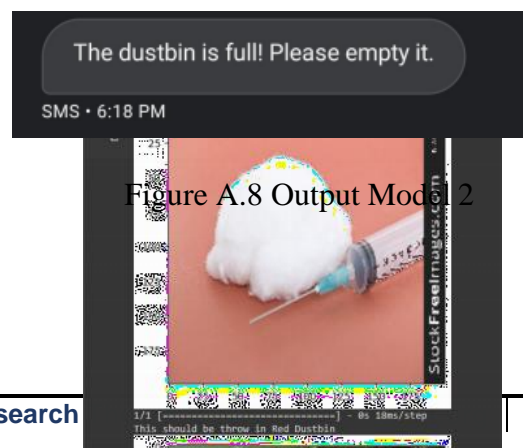 The dustbin is full! Please empty it.
SMS • 6:18 PM
25
Figure A.8 Output Model 2
StockFreeImages.com
search
1/1 [==============================] - 0s 18ms/step
This should be throw in Red Dustbin